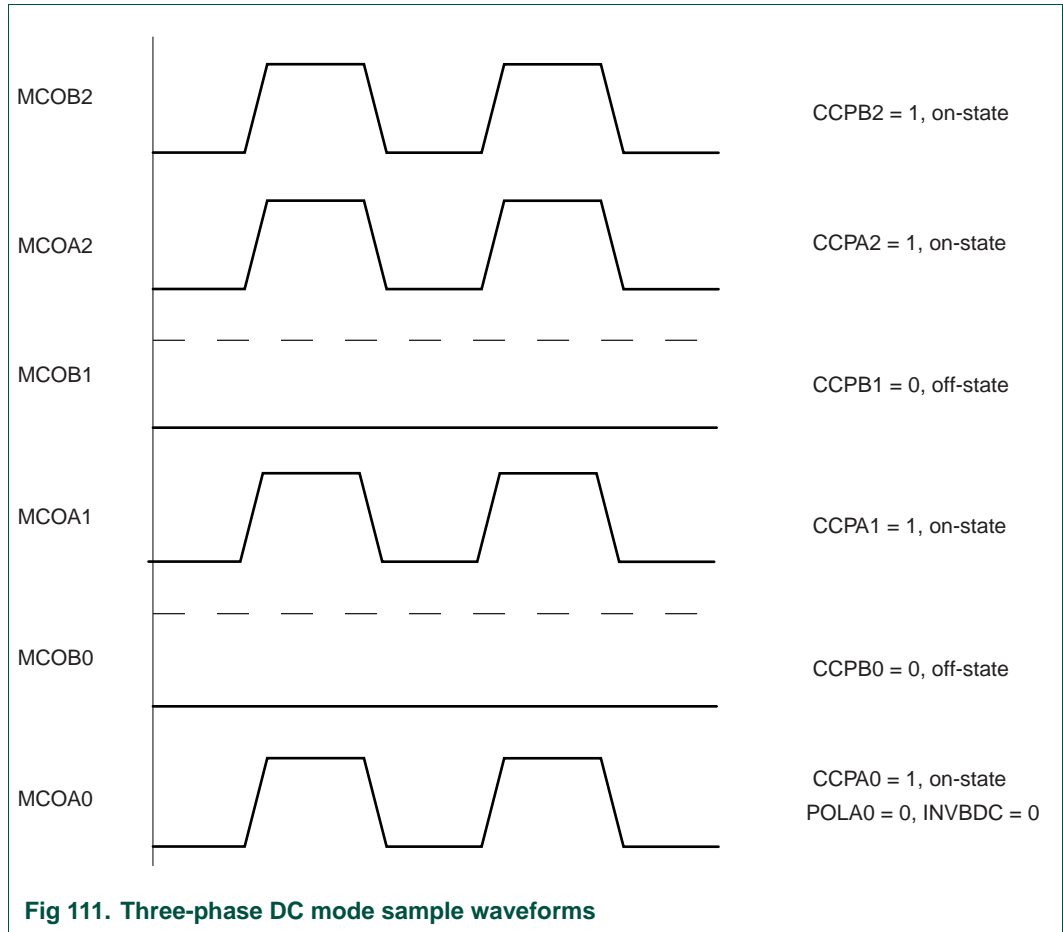 MCOB2
CCPB2 = 1, on-state
MCOA2
CCPA2 = 1, on-state
MCOB1
CCPB1 = 0, off-state
MCOA1
CCPA1 = 1, on-state
MCOB0
CCPB0 = 0, off-state
MCOA0
CCPA0 = 1, on-state
POLA0 = 0, INVBDC = 0
Fig 111. Three-phase DC mode sample waveforms